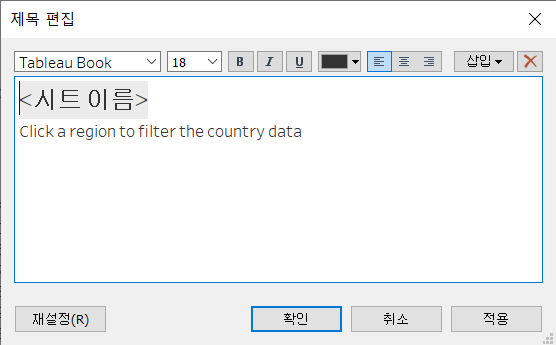 제목 편집
Tableau Book 18 B I U 삽입
<시트 이름>
Click a region to filter the country data
재설정(R) 확인 취소 적용